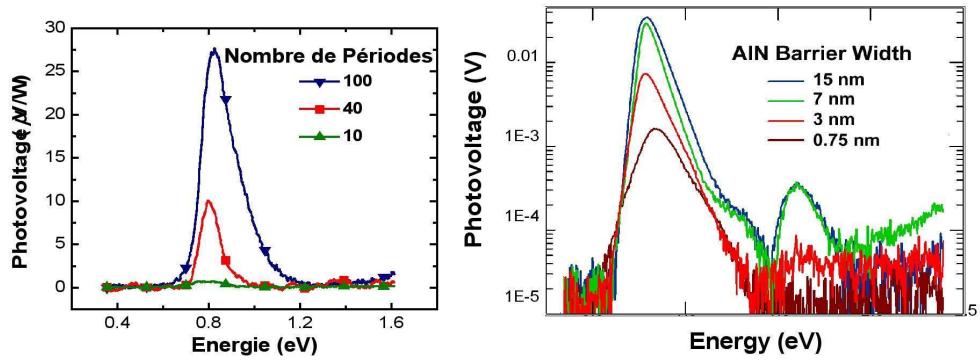 30
25
20
15
10
5
0
Photovoltage
Nombre de Périodes
100
40
10
0.4 0.8 1.2 1.6
Energie (eV)
0.01
1E-3
1E-4
1E-5
Photovoltage (V)
AlN Barrier Width
15 nm
7 nm
3 nm
0.75 nm
Energy (eV)